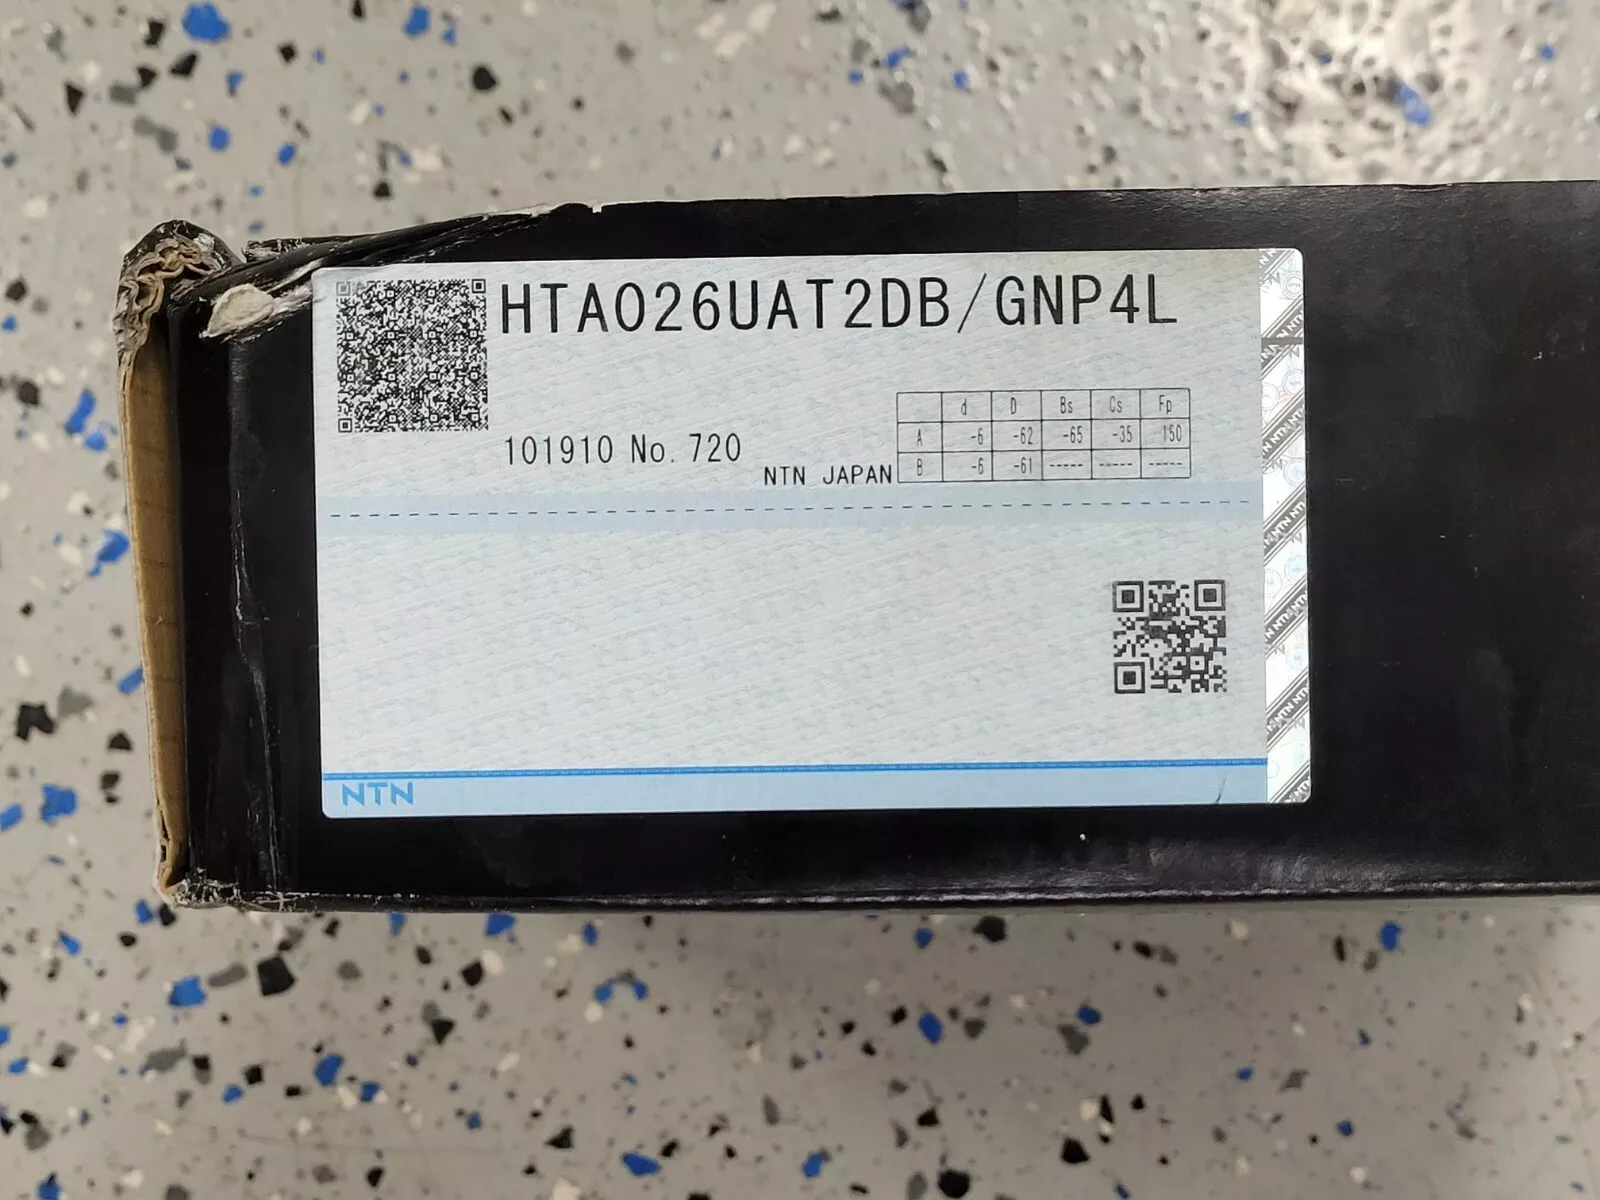 HTA026UAT2DB/GNP4L
101910 No. 720
NTN JAPAN
d D Bs Cs Fp
A -6 -62 -65 -35 150
B -6 -61 ----- ----- -----
NTN